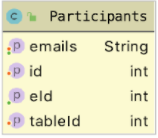 C Participants
p emails String
p id int
p eId int
p tableId int